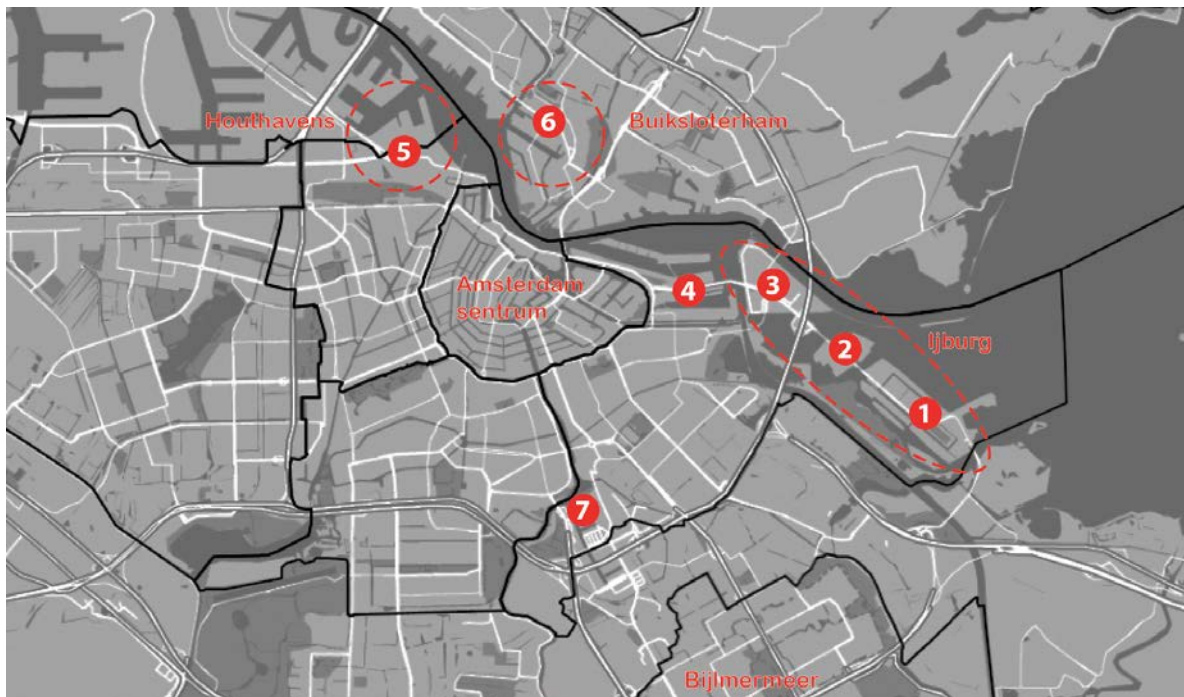 Houthavens
5
6
Buiksloterham
Amsterdam
sentrum
4
3
Ijburg
2
1
7
Bijlmermeer